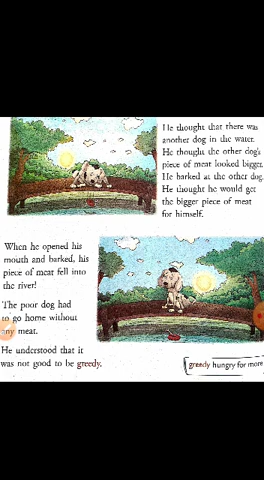 He thought that there was
another dog in the water.
He thought the other dog's
piece of meat looked bigger.
He barked at the other dog.
He thought he would get
the bigger piece of meat
for himself.
When he opened his
mouth and barked, his
piece of meat fell into
the river!
The poor dog had
to go home without
any meat.
He understood that it
was not good to be greedy.
greedy hungry for more